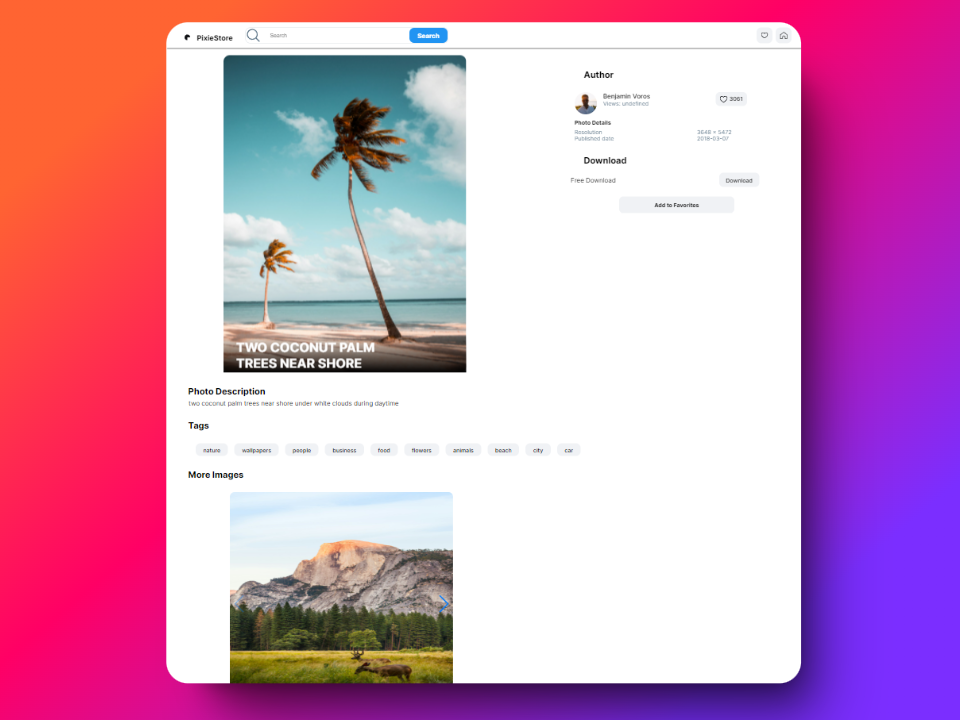 PixieStore
Search
Search
TWO COCONUT PALM
TREES NEAR SHORE
Author
Benjamin Voros
Views: undefined
3061
Photo Details
Resolution 3648 × 5472
Published date 2018-03-07
Download
Free Download
Download
Add to Favorites
Photo Description
two coconut palm trees near shore under white clouds during daytime
Tags
nature wallpapers people business food flowers animals beach city car
More Images